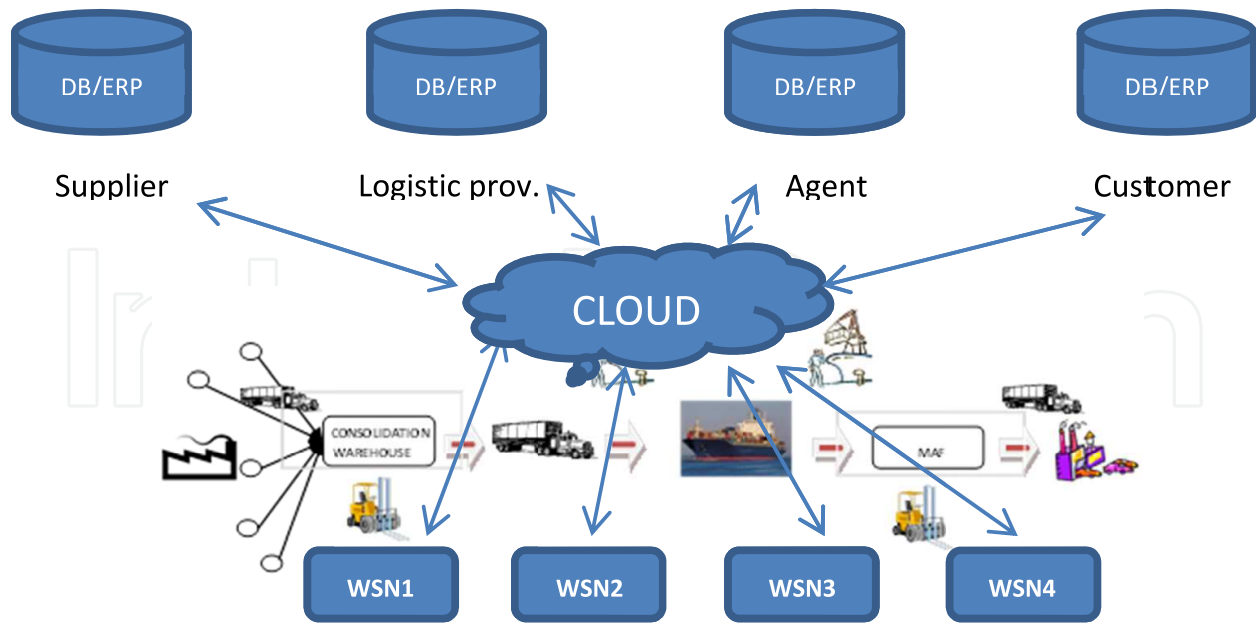 DB/ERP
DB/ERP
DB/ERP
DB/ERP
Supplier
Logistic prov.
Agent
Customer
CLOUD
CONSOLIDATION
WAREHOUSE
WSN1
WSN2
WSN3
WSN4